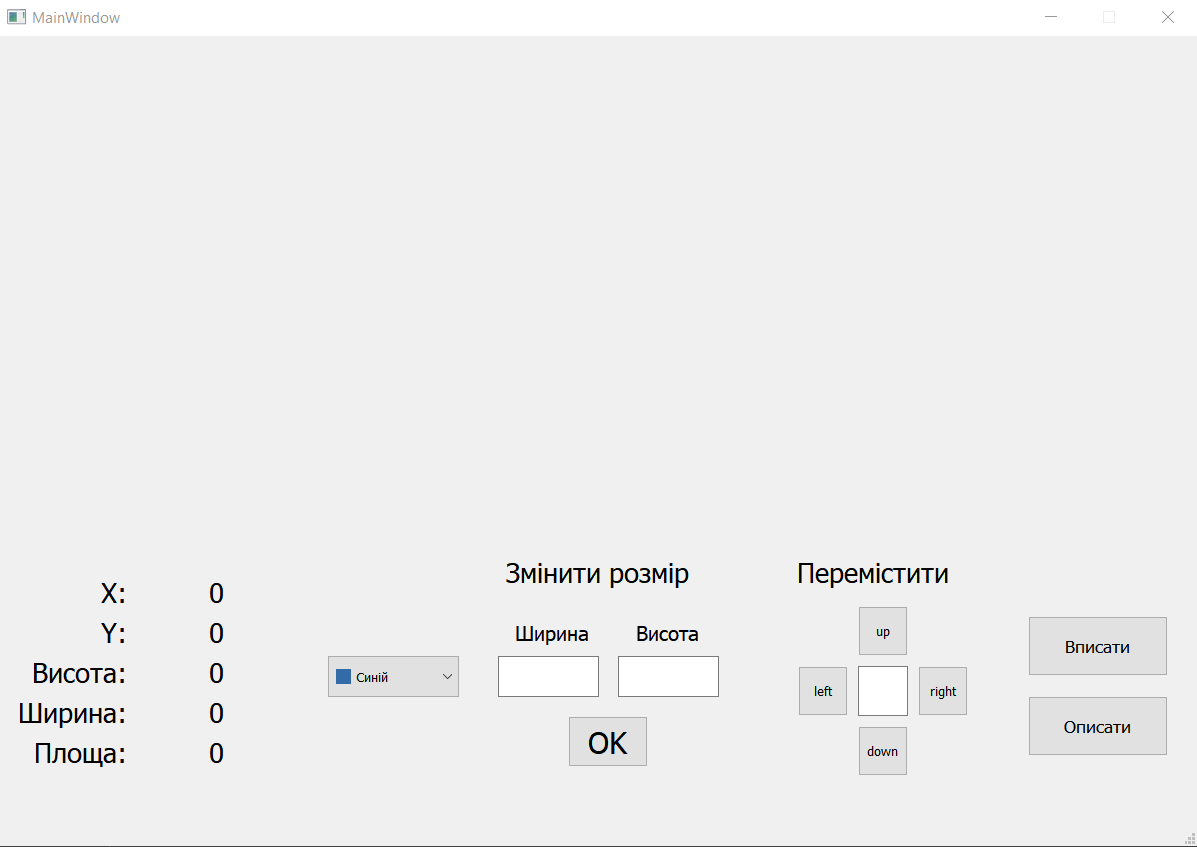 MainWindow
X: 0
Y: 0
Висота: 0
Ширина: 0
Площа: 0
Синій
Змінити розмір
Ширина Висота
OK
Перемістити
up
left right
down
Вписати
Описати